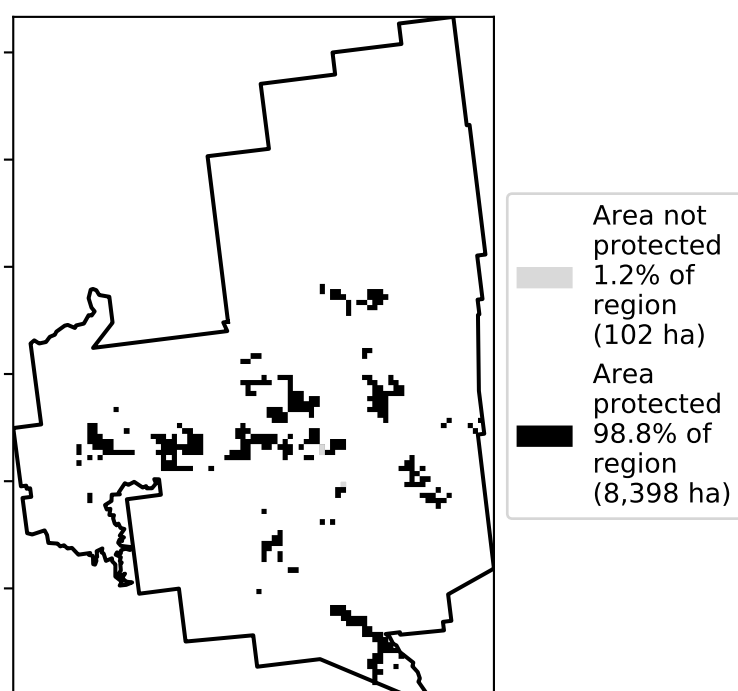 Area not
protected
1.2% of
region
(102 ha)
Area
protected
98.8% of
region
(8,398 ha)